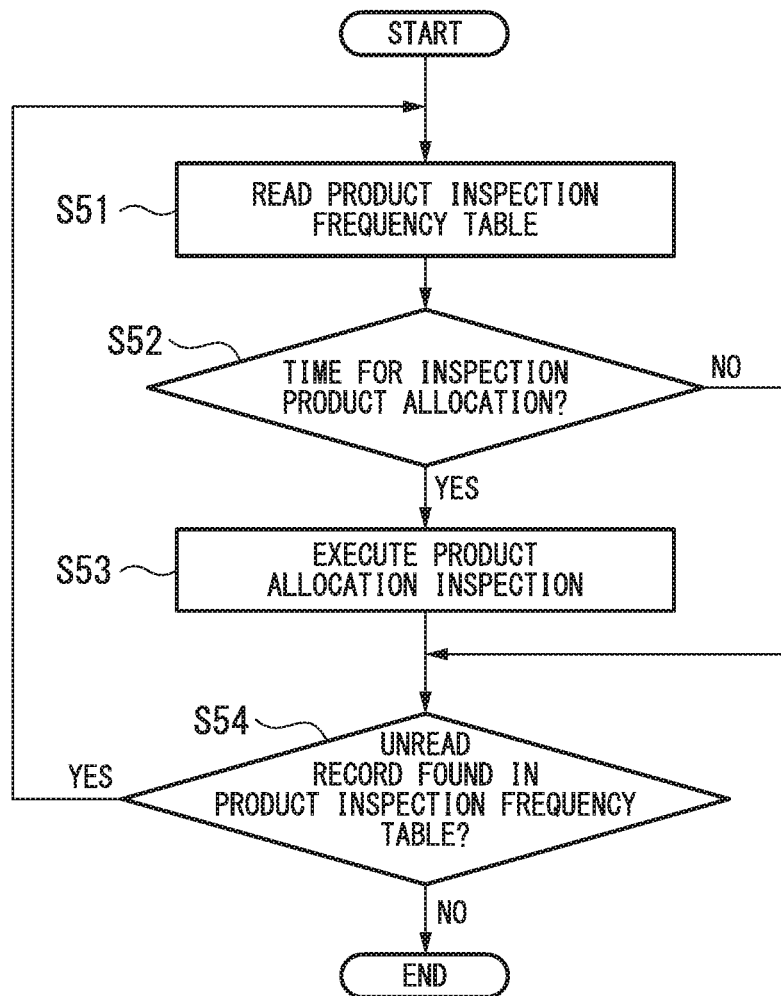 START
S51
READ PRODUCT INSPECTION
FREQUENCY TABLE
S52
TIME FOR INSPECTION
PRODUCT ALLOCATION?
NO
YES
S53
EXECUTE PRODUCT
ALLOCATION INSPECTION
S54
YES
UNREAD
RECORD FOUND IN
PRODUCT INSPECTION FREQUENCY
TABLE?
NO
END